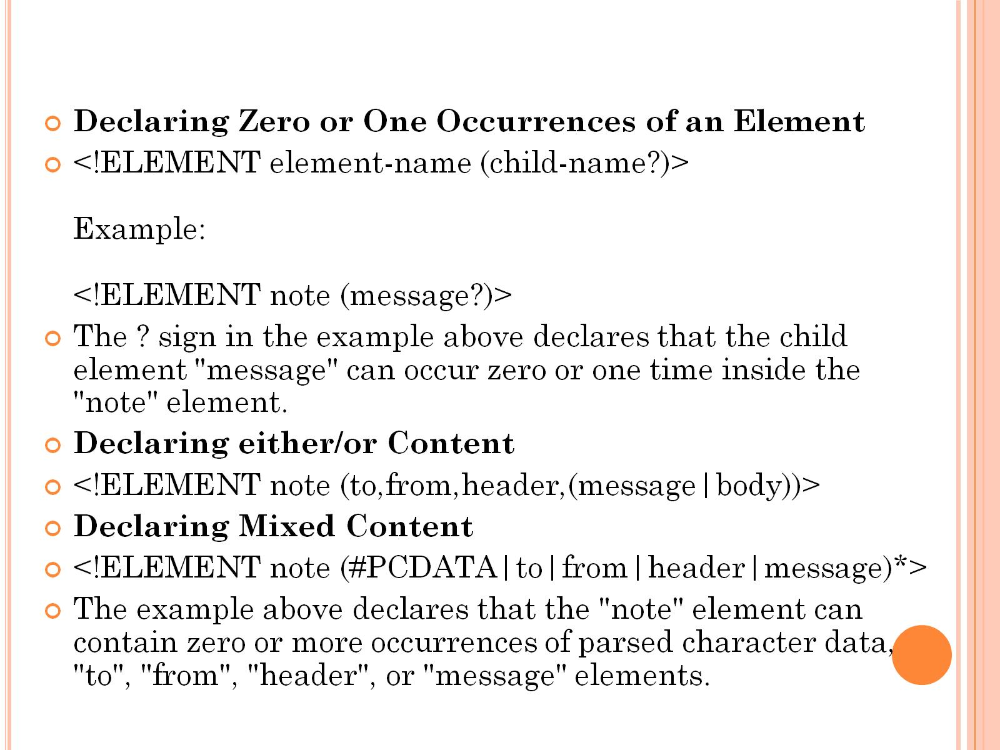 Declaring Zero or One Occurrences of an Element
<!ELEMENT element-name (child-name?)>
Example:
<!ELEMENT note (message?)>
The ? sign in the example above declares that the child
element "message" can occur zero or one time inside the
"note" element.
Declaring either/or Content
<!ELEMENT note (to,from,header,(message|body))>
Declaring Mixed Content
<!ELEMENT note (#PCDATA|to|from|header|message)*>
The example above declares that the "note" element can
contain zero or more occurrences of parsed character data,
"to", "from", "header", or "message" elements.